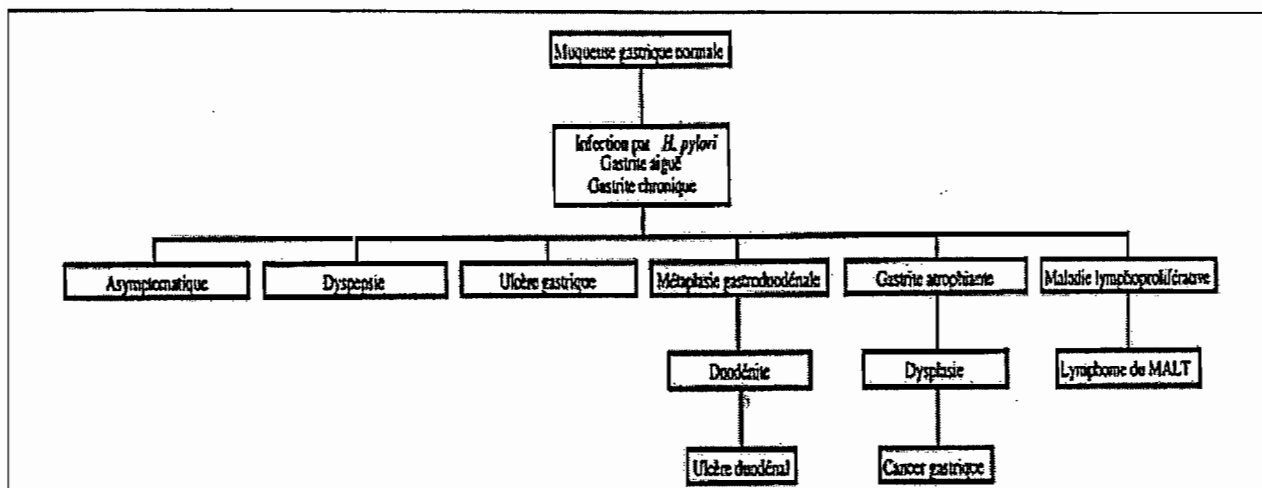 Muqueuse gastrique normale
Infection par H. pylori
Gastrite aiguë
Gastrite chronique
Asymptomatique
Dyspepsie
Ulcère gastrique
Métaplasie gastroduodénale
Gastrite atrophiante
Maladie lymphoproliférative
Duodénite
Dysplasie
Lymphome du MALT
Ulcère duodénal
Cancer gastrique